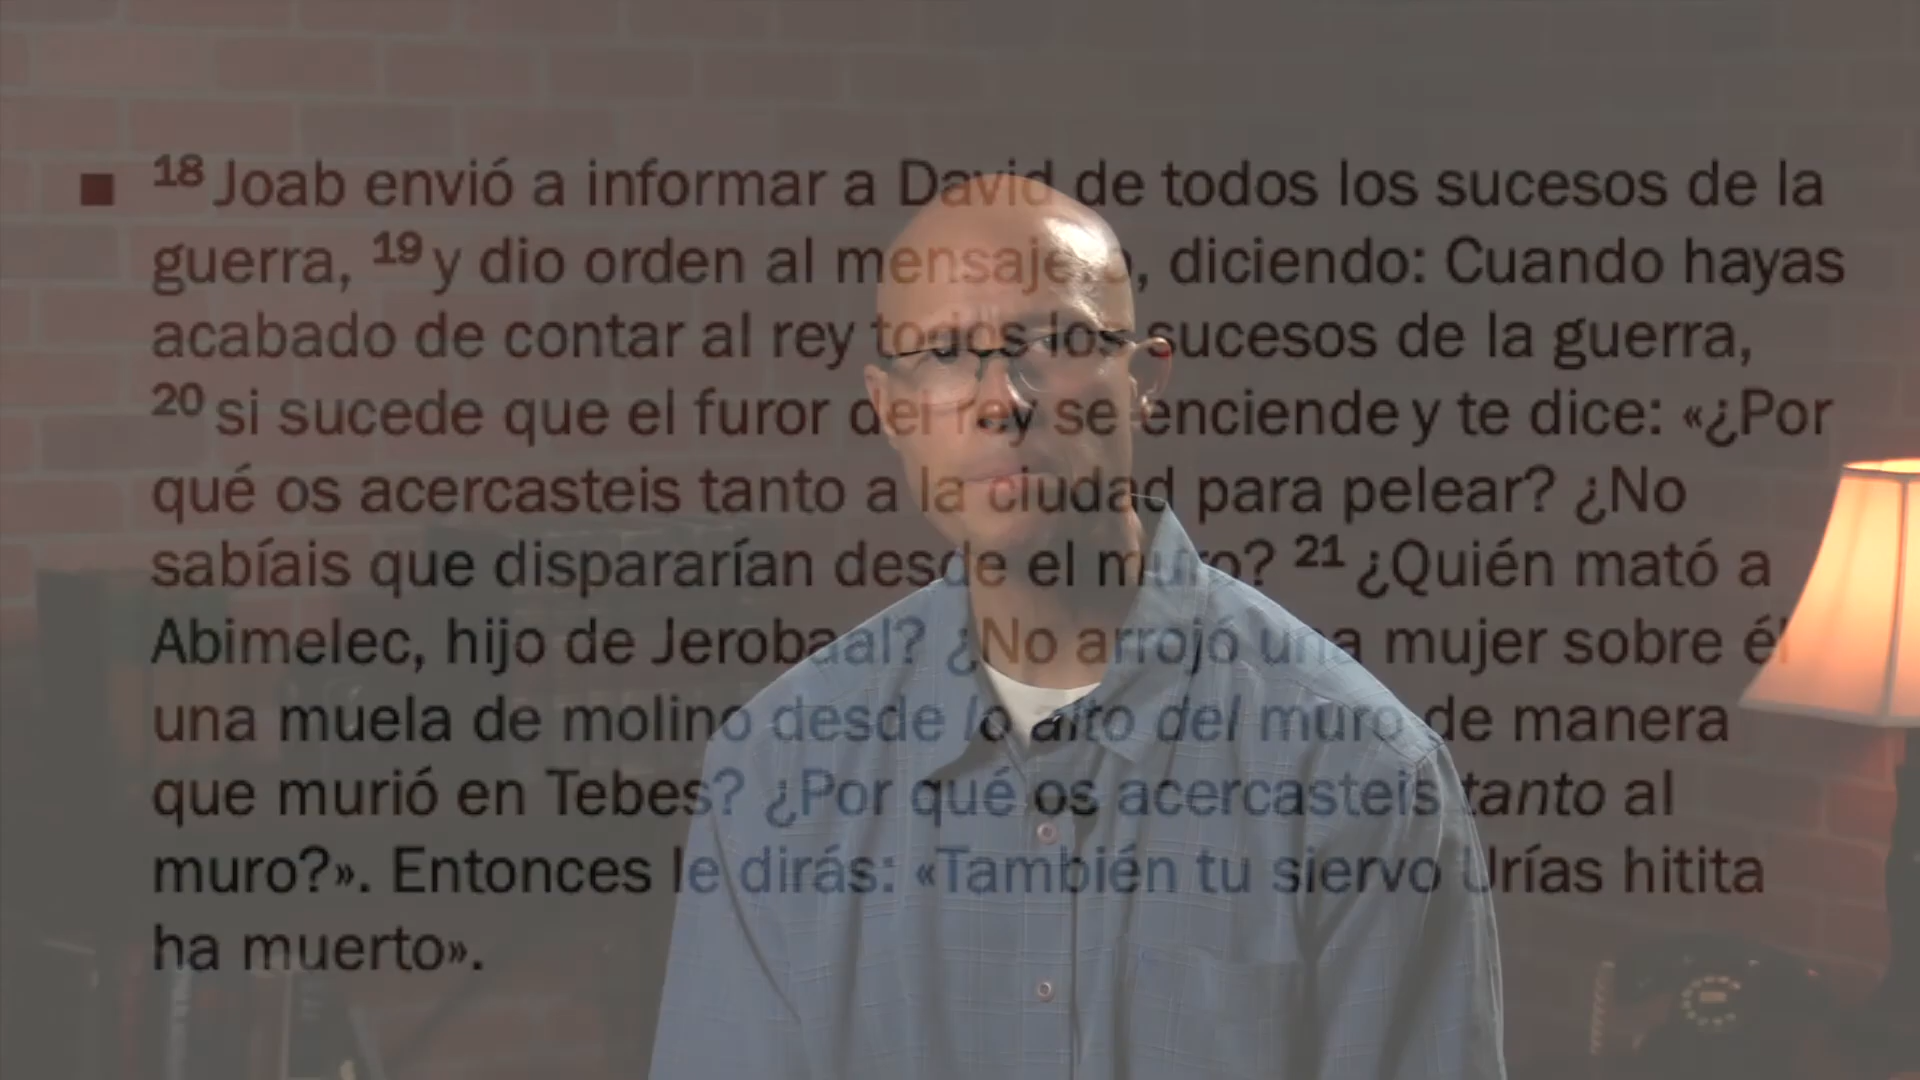 ■ 18 Joab envió a informar a David de todos los sucesos de la
guerra, 19 y dio orden al mensajero, diciendo: Cuando hayas
acabado de contar al rey todos los sucesos de la guerra,
20 si sucede que el furor del rey se enciende y te dice: «¿Por
qué os acercasteis tanto a la ciudad para pelear? ¿No
sabíais que dispararían desde el muro? 21 ¿Quién mató a
Abimelec, hijo de Jerobaal? ¿No arrojó una mujer sobre él
una muela de molino desde lo alto del muro de manera
que murió en Tebes? ¿Por qué os acercasteis tanto al
muro?». Entonces le dirás: «También tu siervo Urías hitita
ha muerto».